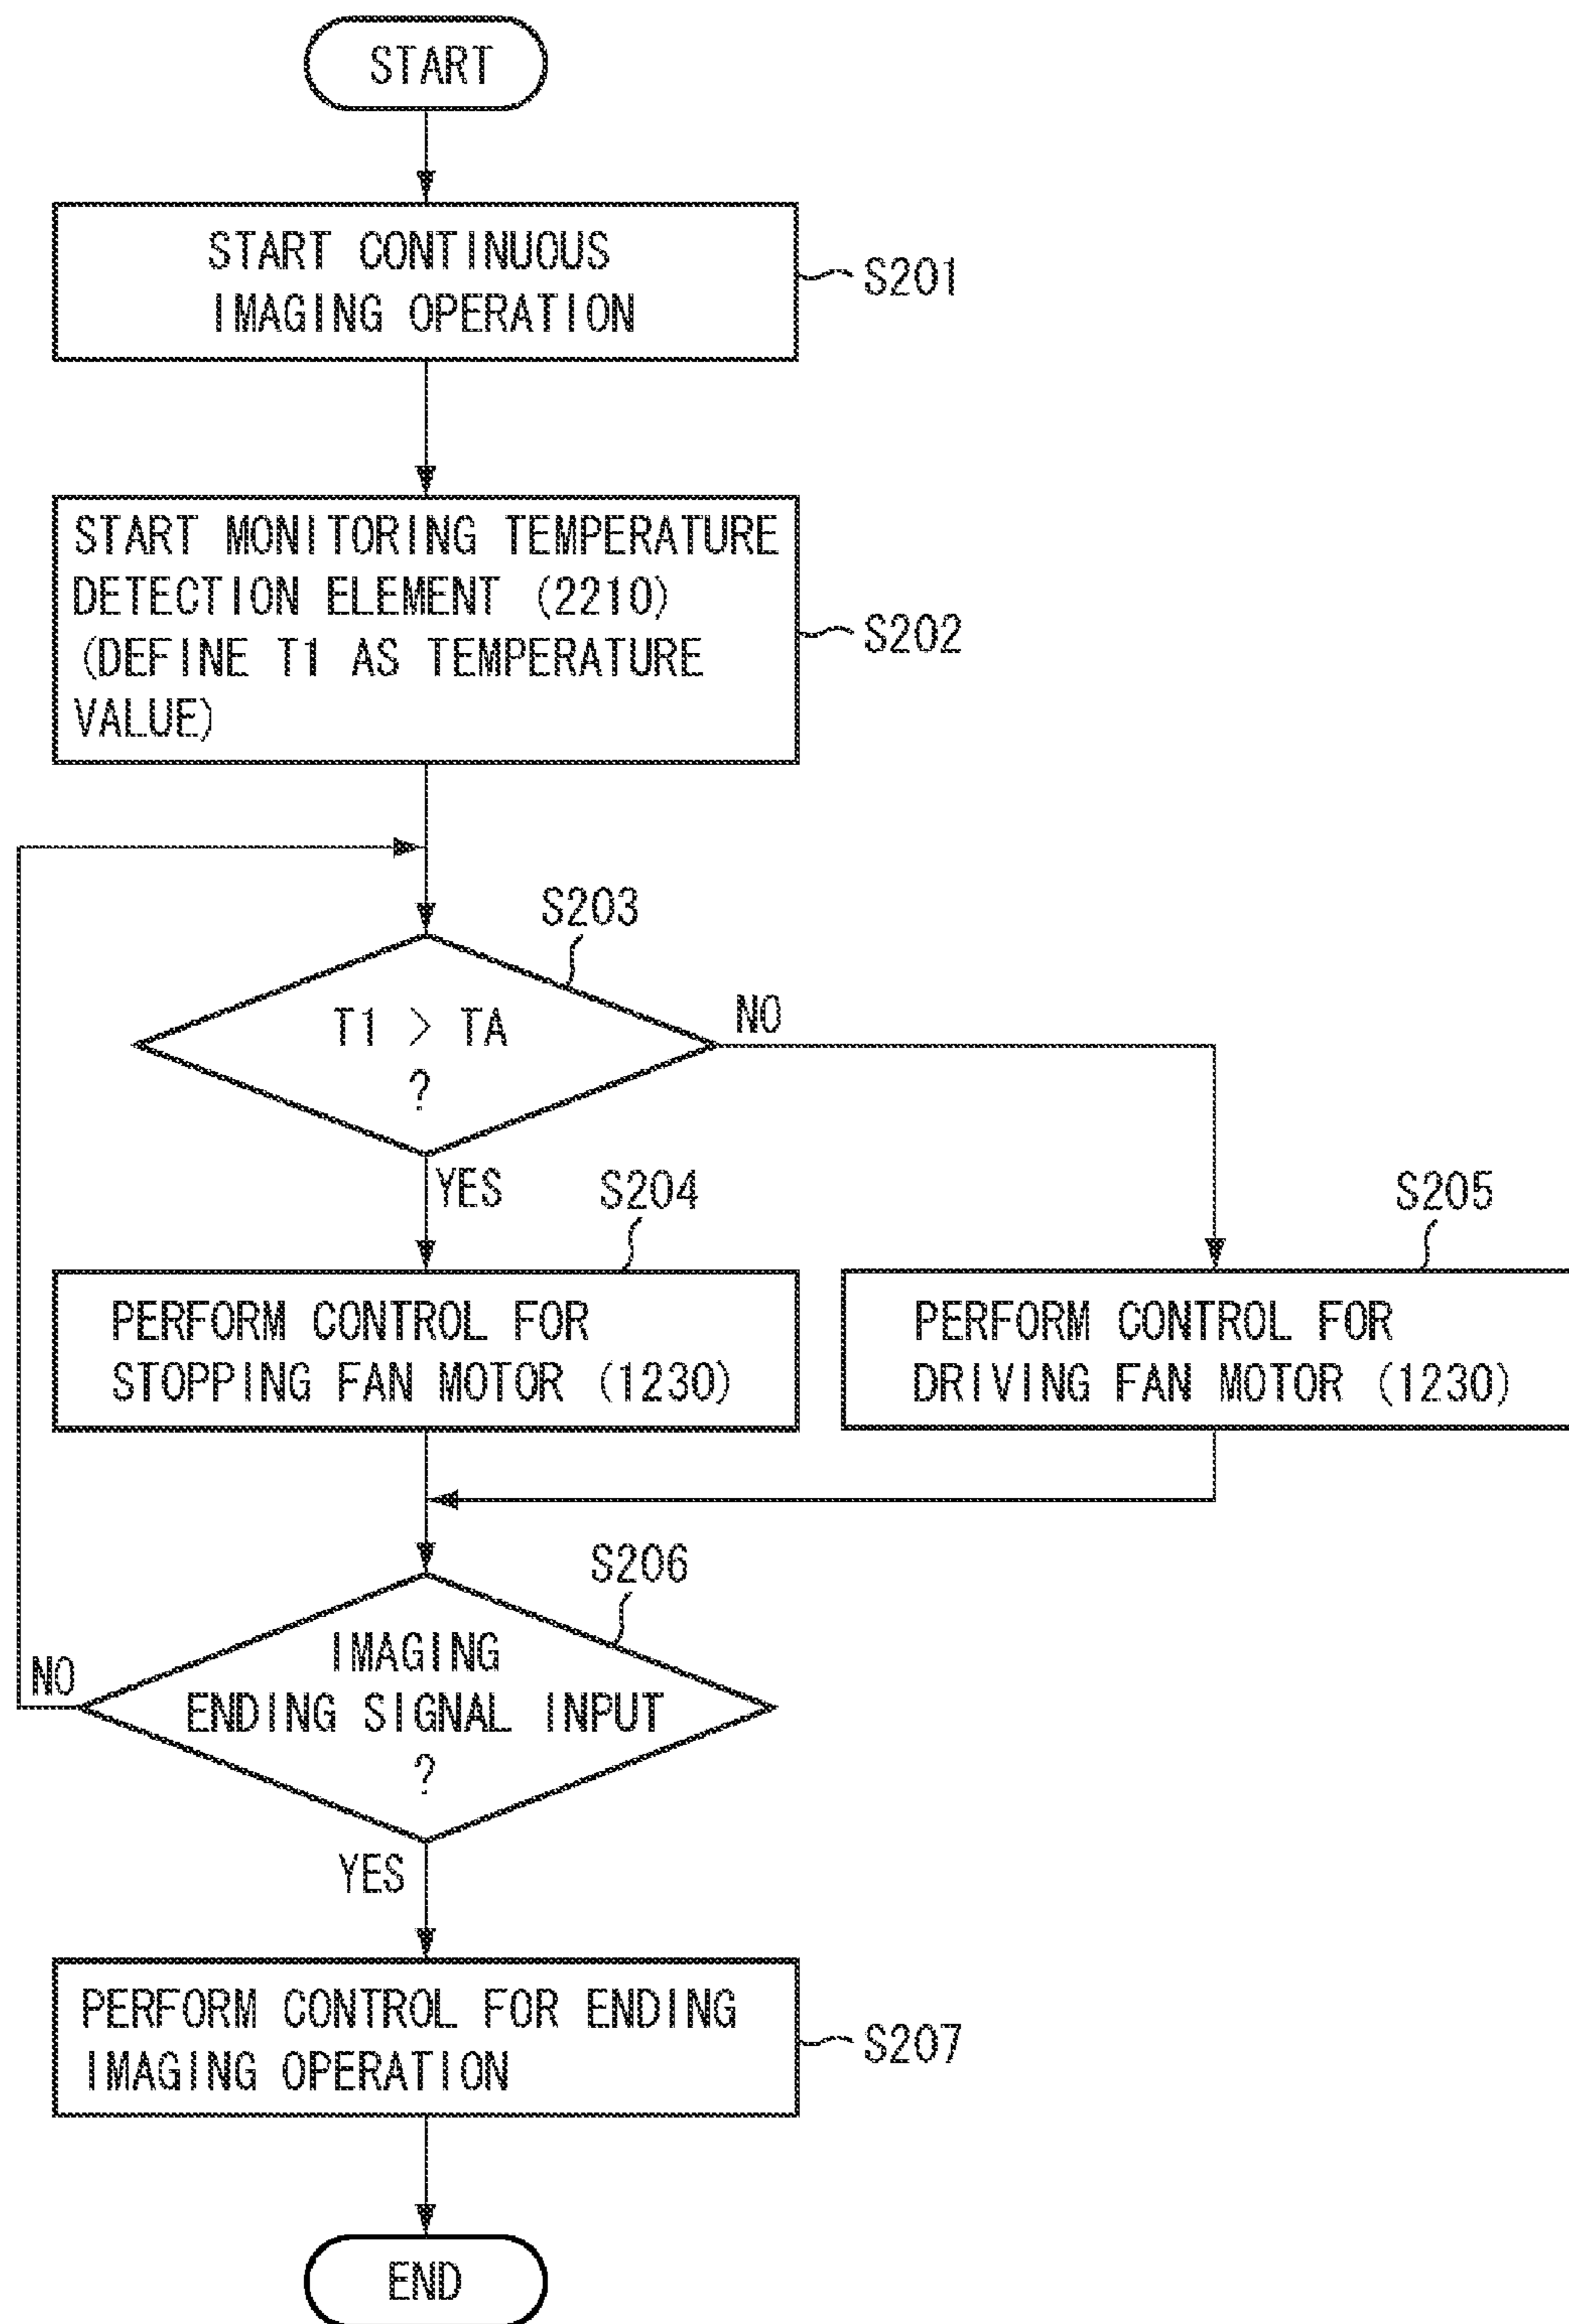 START
START CONTINUOUS
IMAGING OPERATION
S201
START MONITORING TEMPERATURE
DETECTION ELEMENT (2210)
(DEFINE T1 AS TEMPERATURE
VALUE)
S202
S203
T1 > TA
?
NO
YES
S204
S205
PERFORM CONTROL FOR
STOPPING FAN MOTOR (1230)
PERFORM CONTROL FOR
DRIVING FAN MOTOR (1230)
S206
IMAGING
ENDING SIGNAL INPUT
?
NO
YES
PERFORM CONTROL FOR ENDING
IMAGING OPERATION
S207
END